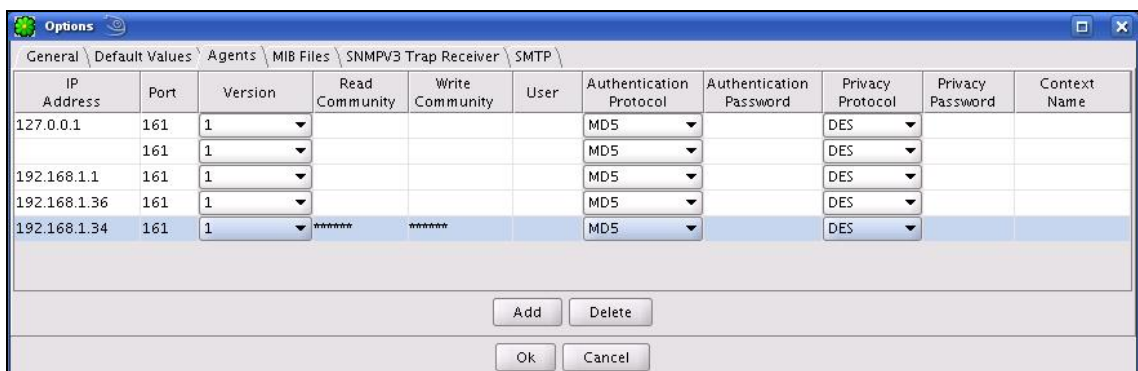 Options
General Default Values Agents MIB Files SNMPV3 Trap Receiver SMTP
IP Address Port Version Read Community Write Community User Authentication Protocol Authentication Password Privacy Protocol Privacy Password Context Name
127.0.0.1 161 1 MD5 DES
161 1 MD5 DES
192.168.1.1 161 1 MD5 DES
192.168.1.36 161 1 MD5 DES
192.168.1.34 161 1 ****** ****** MD5 DES
Add Delete
Ok Cancel